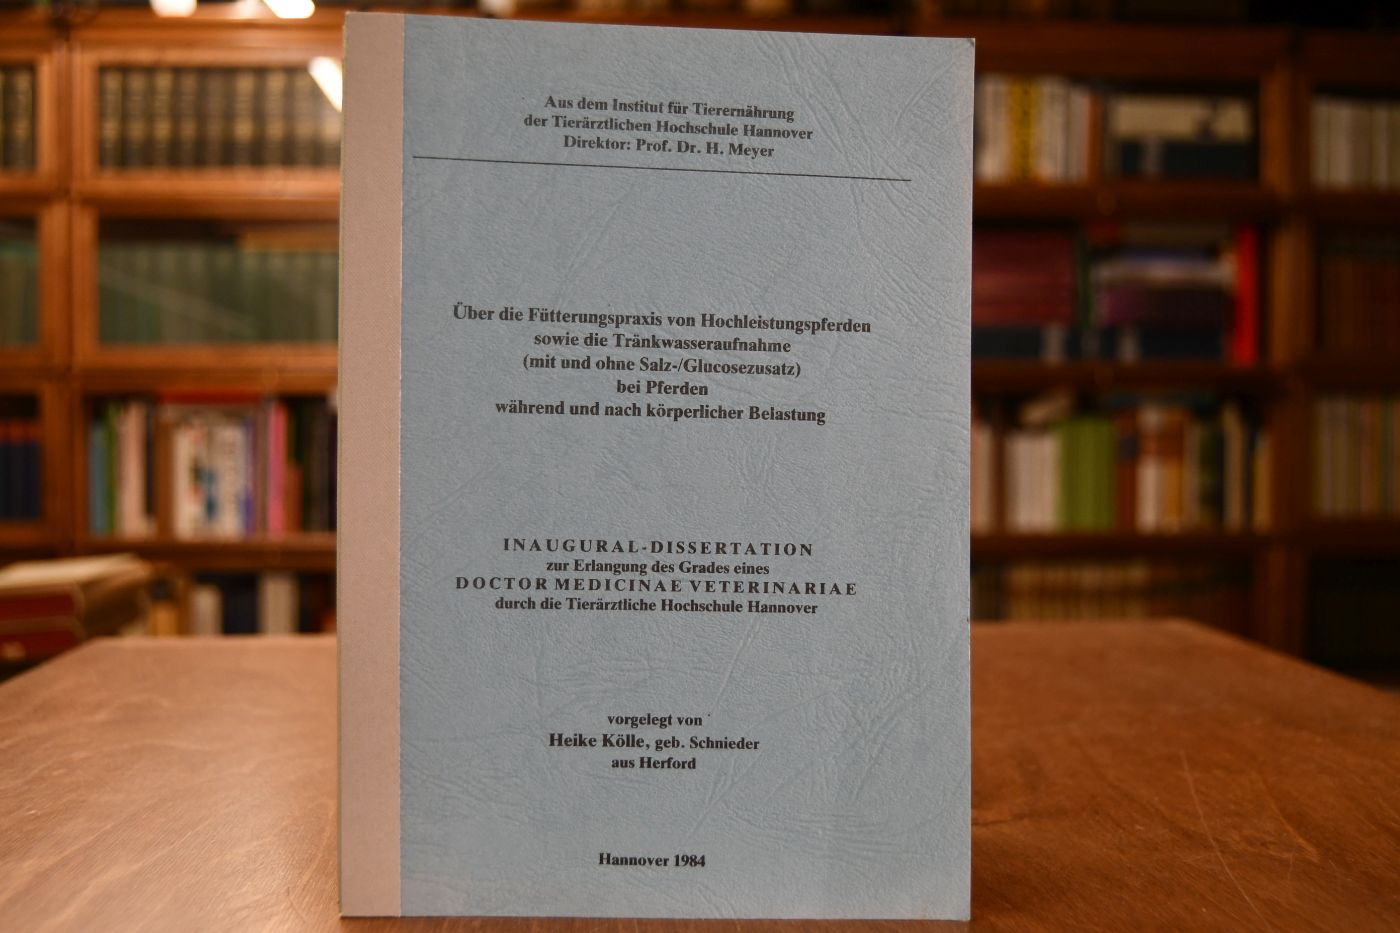 Aus dem Institut für Tierernährung
der Tierärztlichen Hochschule Hannover
Direktor: Prof. Dr. H. Meyer
Über die Fütterungspraxis von Hochleistungspferden
sowie die Tränkwasseraufnahme
(mit und ohne Salz-/Glucosezusatz)
bei Pferden
während und nach körperlicher Belastung
INAUGURAL-DISSERTATION
zur Erlangung des Grades eines
DOCTOR MEDICINAE VETERINARIAE
durch die Tierärztliche Hochschule Hannover
vorgelegt von
Heike Kölle, geb. Schnieder
aus Herford
Hannover 1984